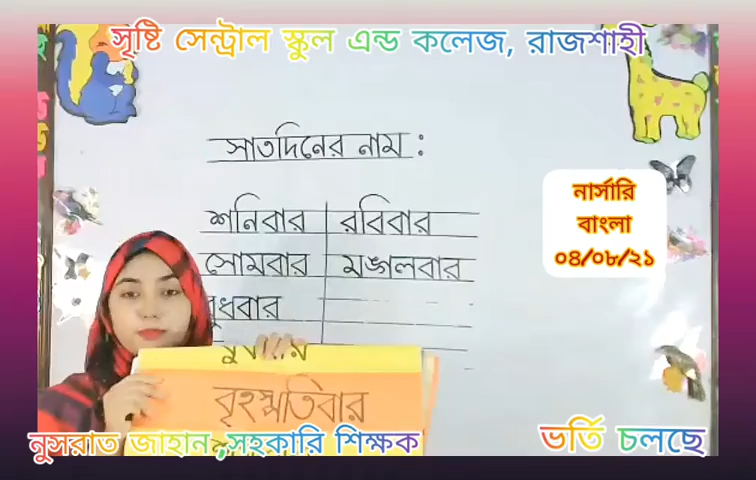 সৃষ্টি সেন্ট্রাল স্কুল এন্ড কলেজ, রাজশাহী
সাতদিনের নাম :
শনিবার রবিবার
সোমবার মঙ্গলবার
বুধবার
নার্সারি
বাংলা
০৪/০৮/২১
বৃহস্পতিবার
নুসরাত জাহান ,সহকারি শিক্ষক
ভর্তি চলছে